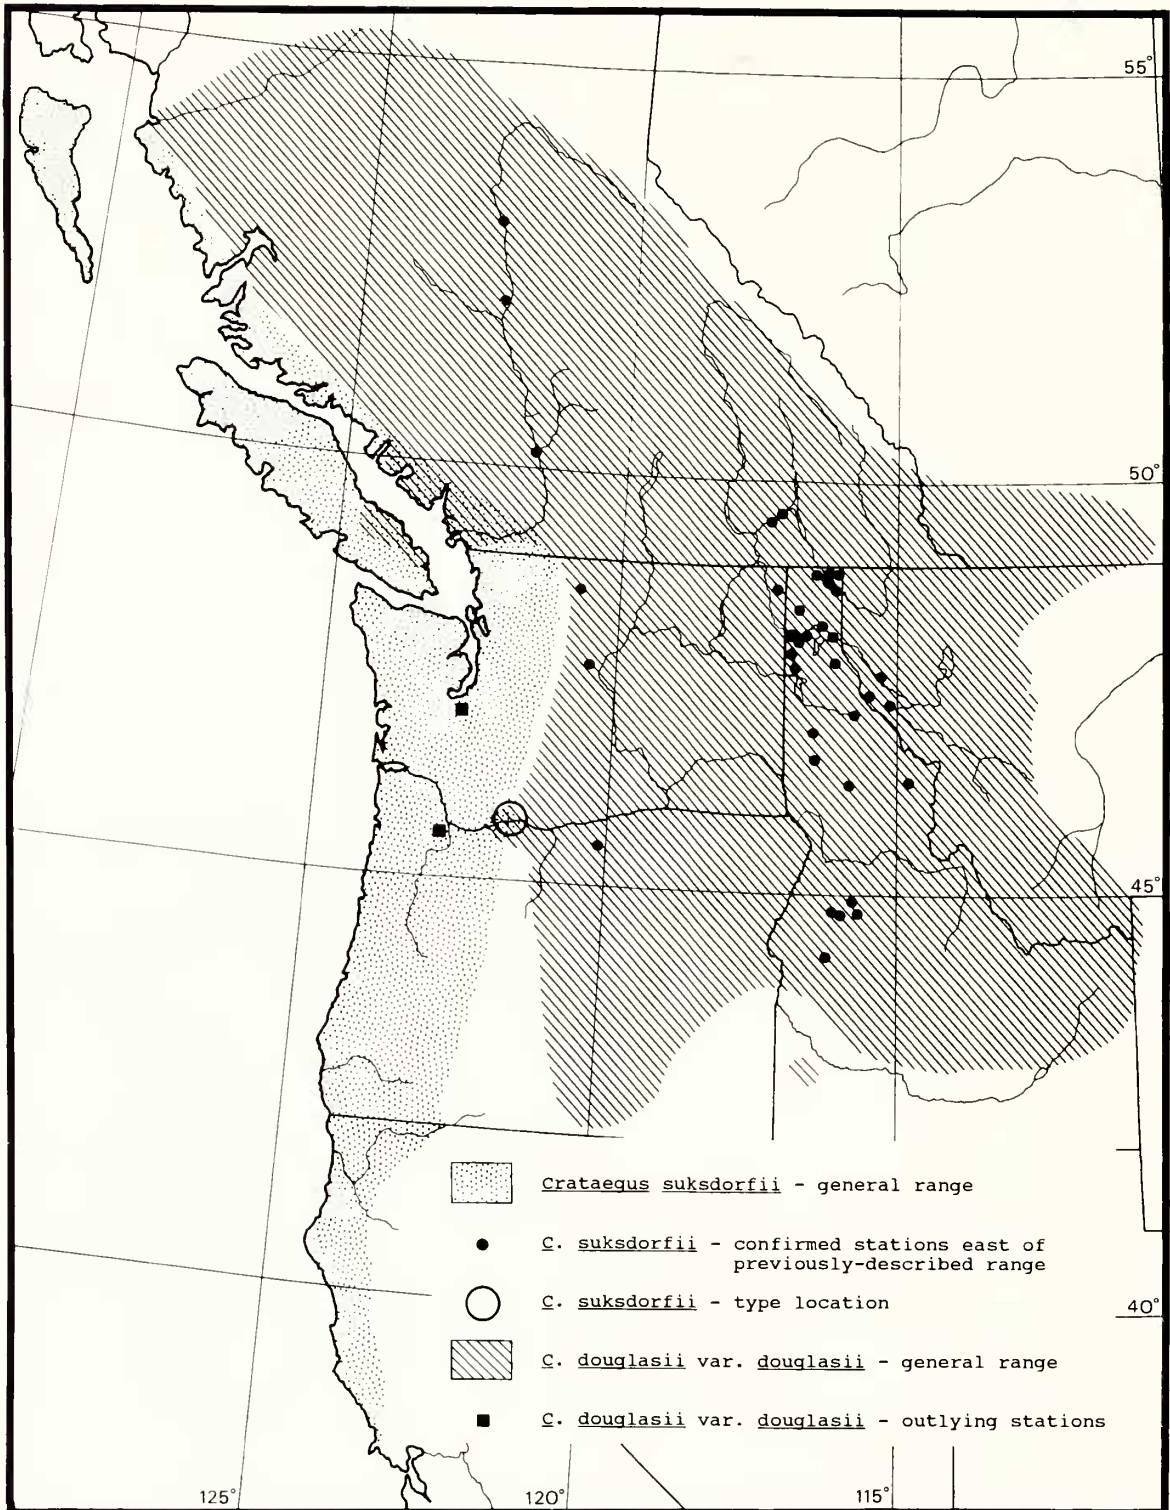 55°
50°
45°
Crataegus suksdorfii - general range
C. suksdorfii - confirmed stations east of
previously-described range
C. suksdorfii - type location
40°
C. douglasii var. douglasii - general range
C. douglasii var. douglasii - outlying stations
125°
120°
115°